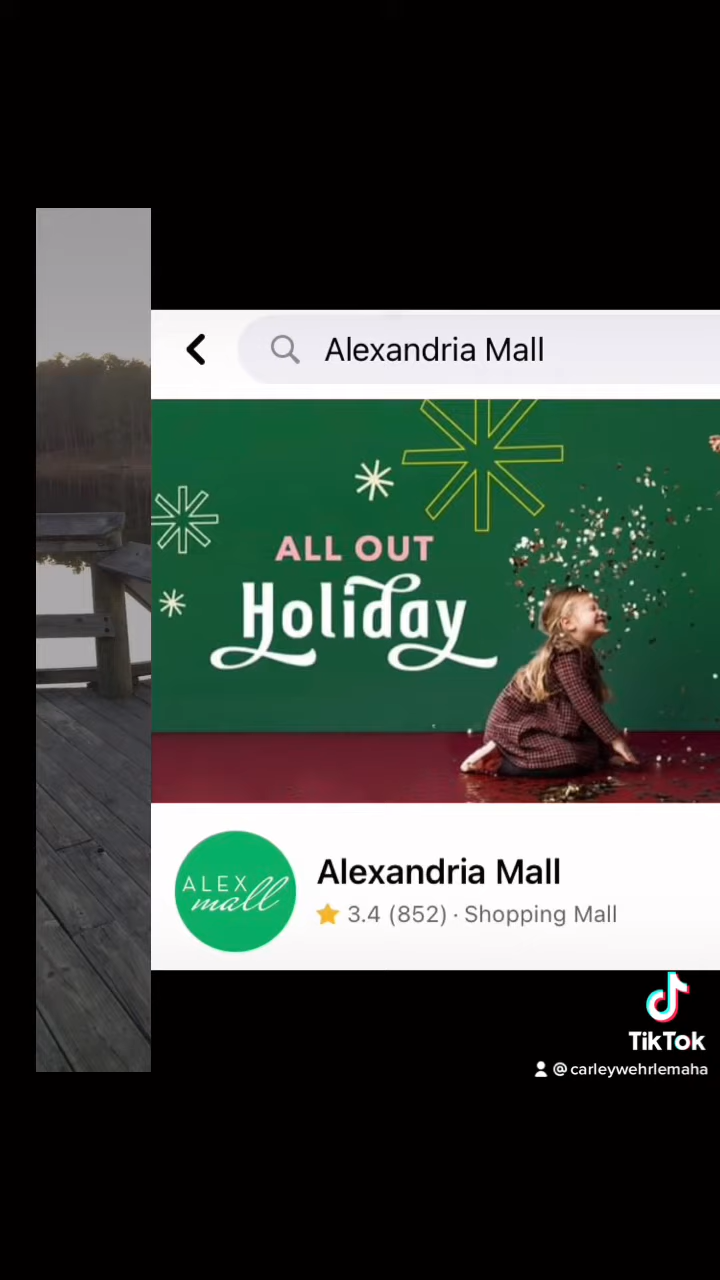 Alexandria Mall
ALL OUT
Holiday
ALEX
mall
Alexandria Mall
3.4 (852) · Shopping Mall
TikTok
@carleywehrlemaha